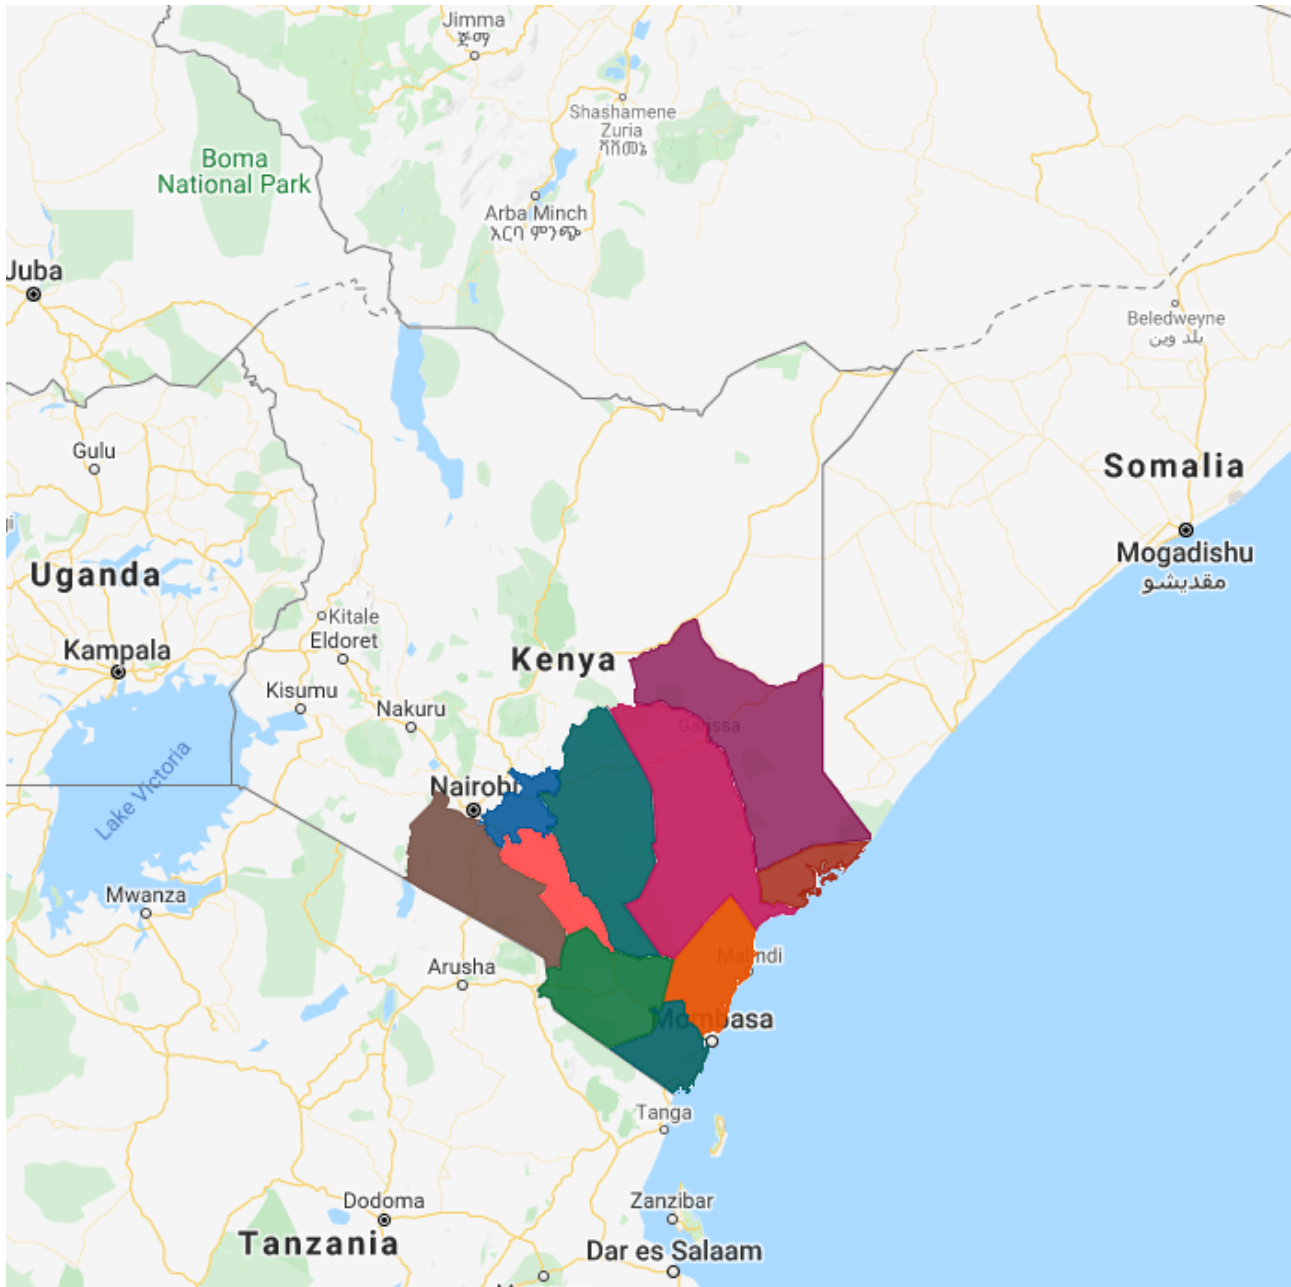 Jimma
ጅማ
Shashamene
Zuria
ሻሸመኔ
Boma
National Park
Arba Minch
አርባ ምንጭ
Juba
Beledweyne
بلد وين
Gulu
Somalia
Mogadishu
مقديشو
Uganda
Kitale
Eldoret
Kampala
Kenya
Kisumu
Nakuru
Garissa
Nairobi
Lake Victoria
Mwanza
Malindi
Arusha
Mombasa
Tanga
Dodoma
Zanzibar
Tanzania
Dar es Salaam